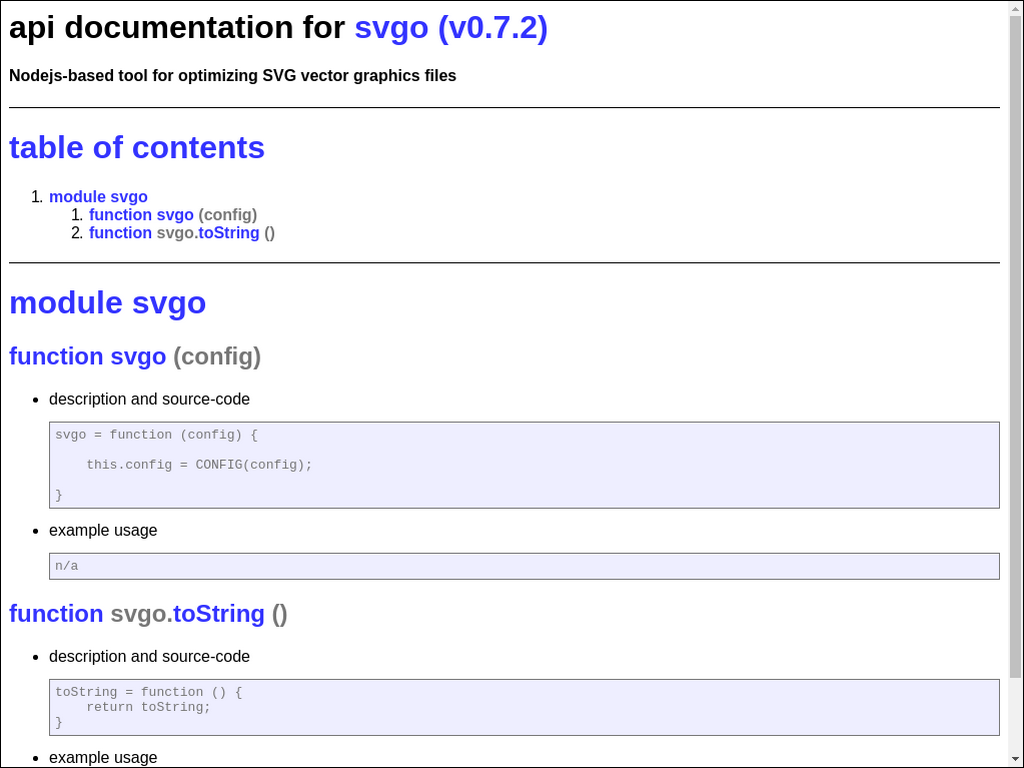 api documentation for svgo (v0.7.2)
Nodejs-based tool for optimizing SVG vector graphics files
table of contents
1. module svgo
1. function svgo (config)
2. function svgo.toString ()
module svgo
function svgo (config)
• description and source-code
svgo = function (config) {
this.config = CONFIG(config);
}
• example usage
n/a
function svgo.toString ()
• description and source-code
toString = function () {
return toString;
}
• example usage